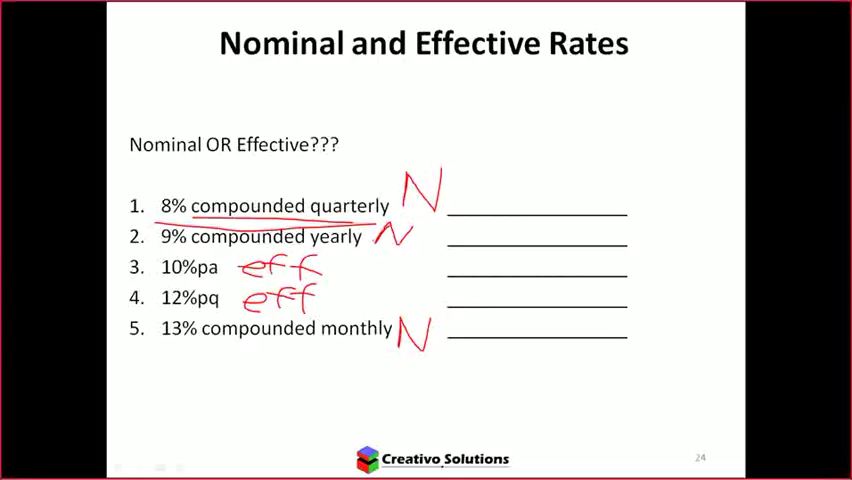 Nominal and Effective Rates
Nominal OR Effective???
1. 8% compounded quarterly N
2. 9% compounded yearly N
3. 10%pa eff
4. 12%pq eff
5. 13% compounded monthly N
Creativo Solutions
24